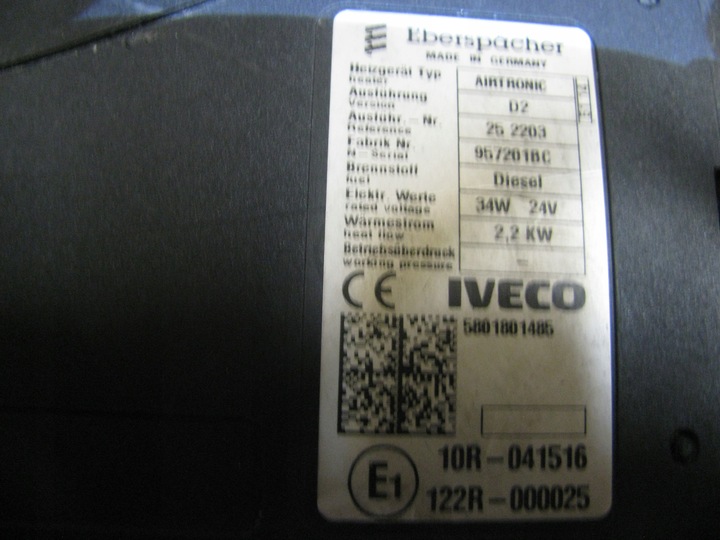 Eberspächer
MADE IN GERMANY
Heizgerät Typ
heater
AIRTRONIC
Ausführung
version
D2
Ausführ. - Nr.
Reference
25 2203
Fabrik Nr.
N - Serial
957201BC
Brennstoff
fuel
Diesel
Elektr. Werte
rated voltage
34W 24V
Wärmestrom
heat flow
2,2 KW
Betriebsüberdruck
working pressure
–
CE IVECO
5801801485
E1
10R - 041516
122R - 000025